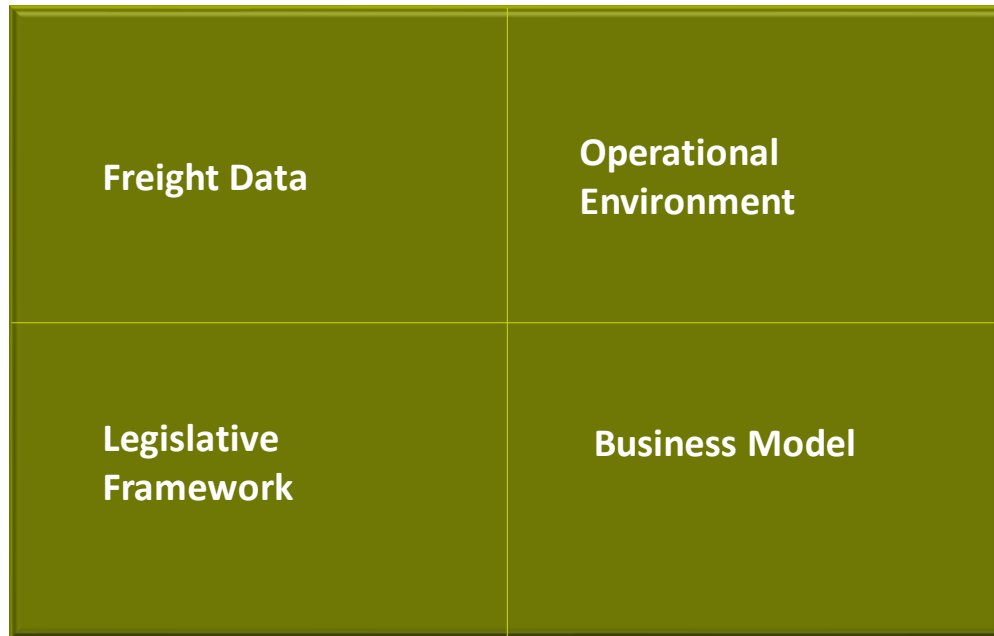 Freight Data
Operational
Environment
Legislative
Framework
Business Model